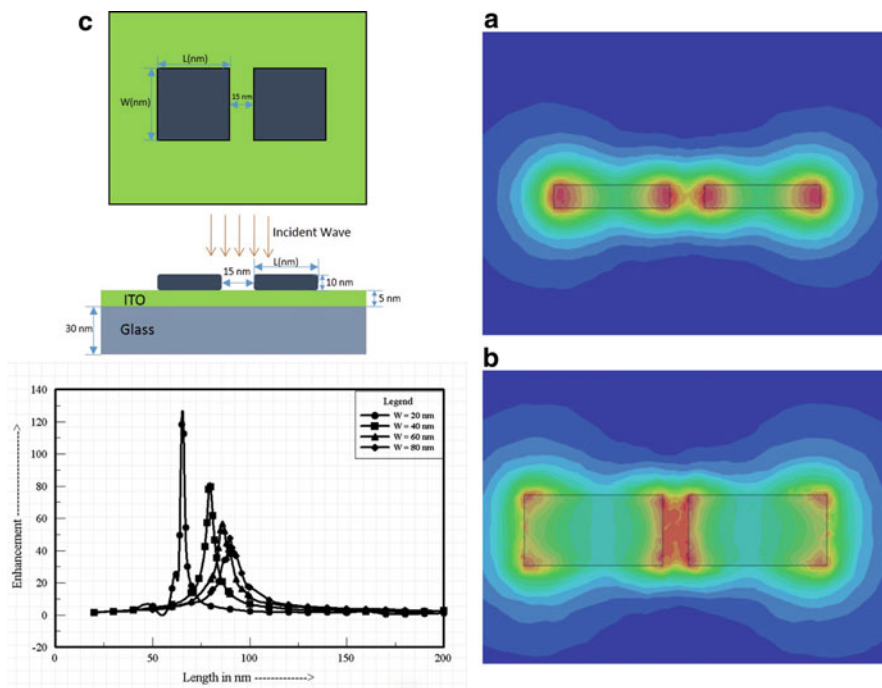 c
L(nm)
W(nm)
15 nm
Incident Wave
L(nm)
15 nm
10 nm
ITO
5 nm
30 nm
Glass
140
120
100
80
60
40
20
0
-20
Enhancement ------------------>
Legend
W = 20 nm
W = 40 nm
W = 60 nm
W = 80 nm
0 50 100 150 200
Length in nm -------------->
a
b